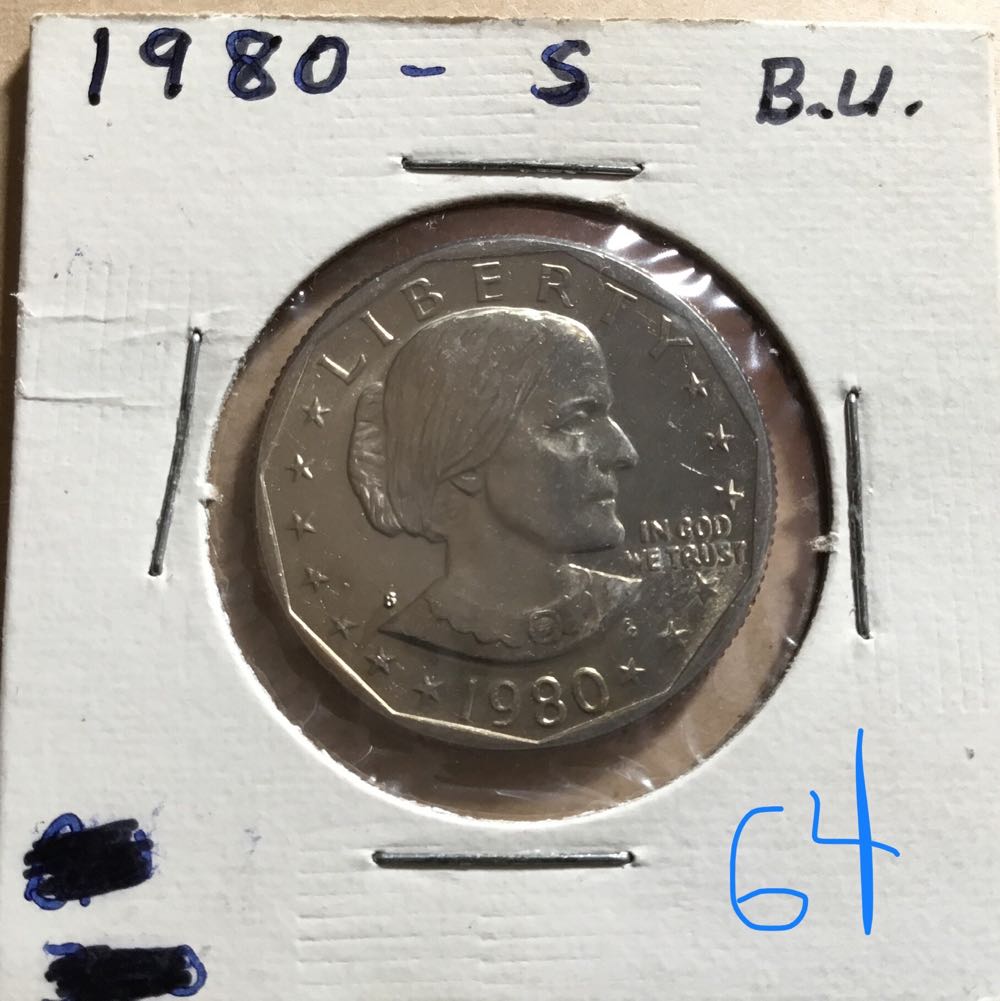 1980 - S B.U.
LIBERTY
IN GOD
WE TRUST
S
1980
64